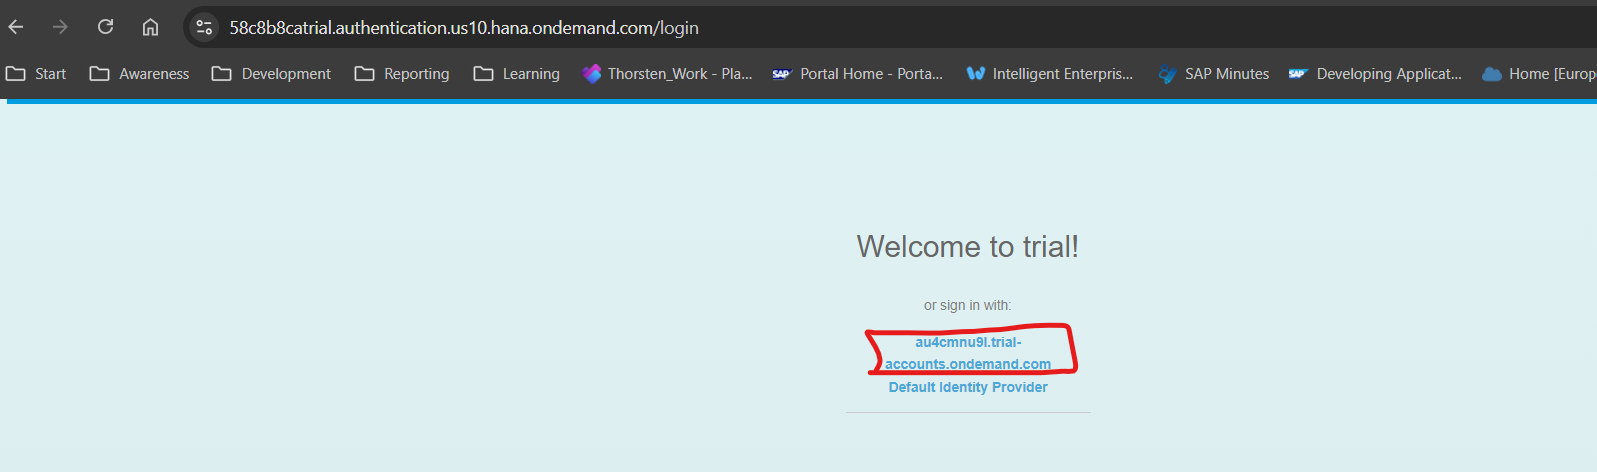 58c8b8catrial.authentication.us10.hana.ondemand.com/login
Start Awareness Development Reporting Learning Thorsten_Work - Pla... SAP Portal Home - Porta... Intelligent Enterpris... SAP Minutes SAP Developing Applicat... Home [Europ
Welcome to trial!
or sign in with:
au4cmnu9l.trial-
accounts.ondemand.com
Default Identity Provider